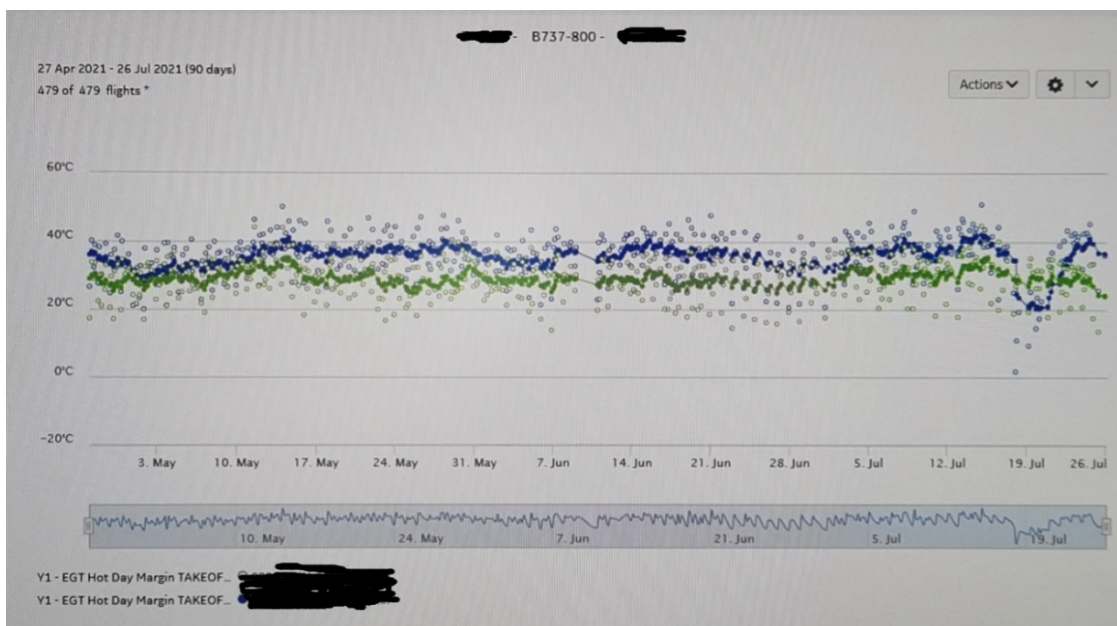 - B737-800 -
27 Apr 2021 - 26 Jul 2021 (90 days)
479 of 479 flights *
Actions
60°C
40°C
20°C
0°C
-20°C
3. May 10. May 17. May 24. May 31. May 7. Jun 14. Jun 21. Jun 28. Jun 5. Jul 12. Jul 19. Jul 26. Jul
10. May 24. May 7. Jun 21. Jun 5. Jul 19. Jul
Y1 - EGT Hot Day Margin TAKEOF...
Y1 - EGT Hot Day Margin TAKEOF...